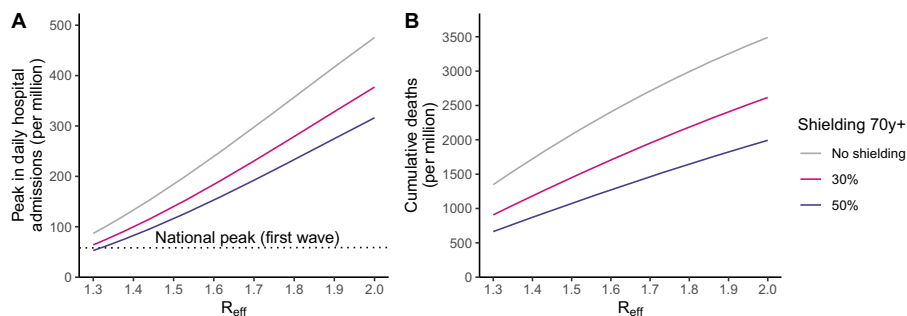 A
Peak in daily hospital
admissions (per million)
500
400
300
200
100
0
National peak (first wave)
1.3 1.4 1.5 1.6 1.7 1.8 1.9 2.0
Reff
B
Cumulative deaths
(per million)
3500
3000
2500
2000
1500
1000
500
0
1.3 1.4 1.5 1.6 1.7 1.8 1.9 2.0
Reff
Shielding 70y+
No shielding
30%
50%